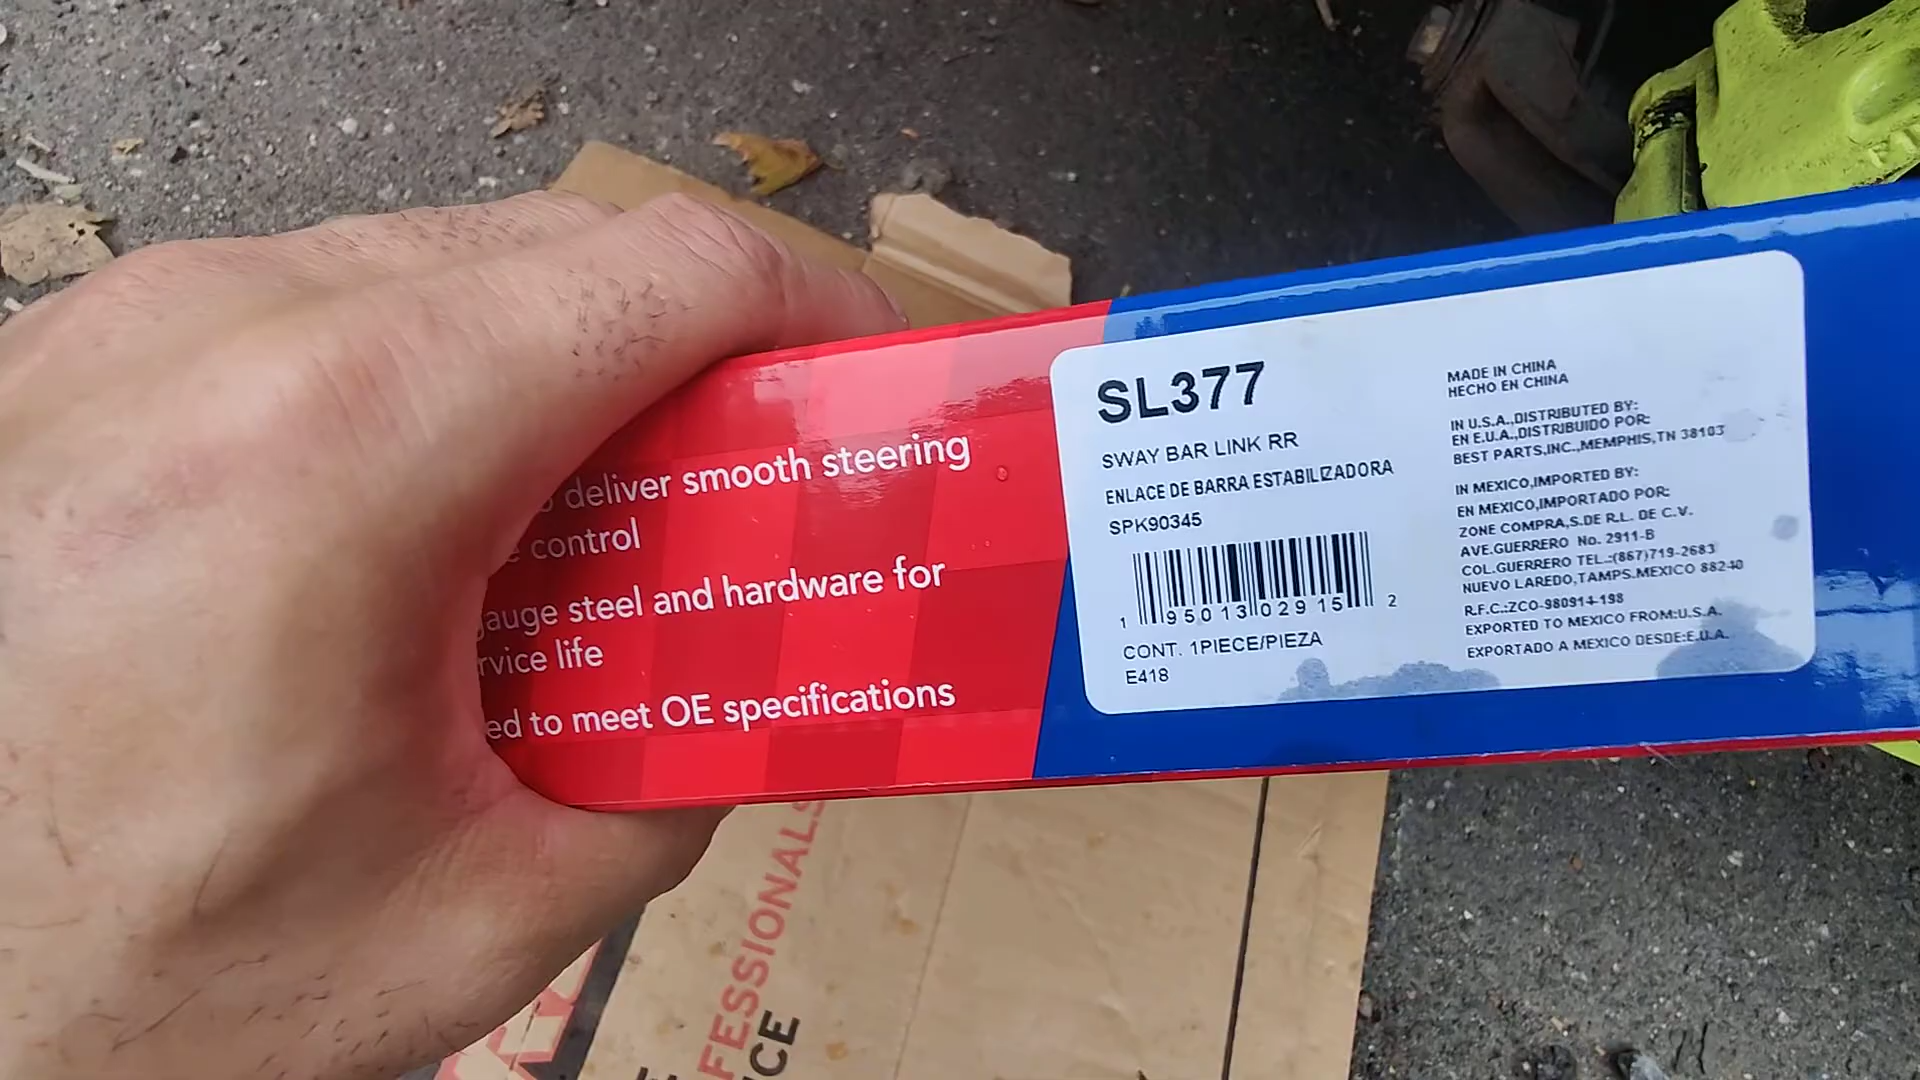 deliver smooth steering
control
gauge steel and hardware for
rvice life
ed to meet OE specifications
SL377
SWAY BAR LINK RR
ENLACE DE BARRA ESTABILIZADORA
SPK90345
1 95013 02915 2
CONT. 1PIECE/PIEZA
E418
MADE IN CHINA
HECHO EN CHINA
IN U.S.A.,DISTRIBUTED BY:
EN E.U.A.,DISTRIBUIDO POR:
BEST PARTS,INC.,MEMPHIS,TN 38103
IN MEXICO,IMPORTED BY:
EN MEXICO,IMPORTADO POR:
ZONE COMPRA,S.DE R.L. DE C.V.
AVE.GUERRERO No. 2911-B
COL.GUERRERO TEL.:(867)719-2683
NUEVO LAREDO,TAMPS.MEXICO 88240
R.F.C.:ZCO-980914-198
EXPORTED TO MEXICO FROM:U.S.A.
EXPORTADO A MEXICO DESDE:E.U.A.
FESSIONALS
ICE